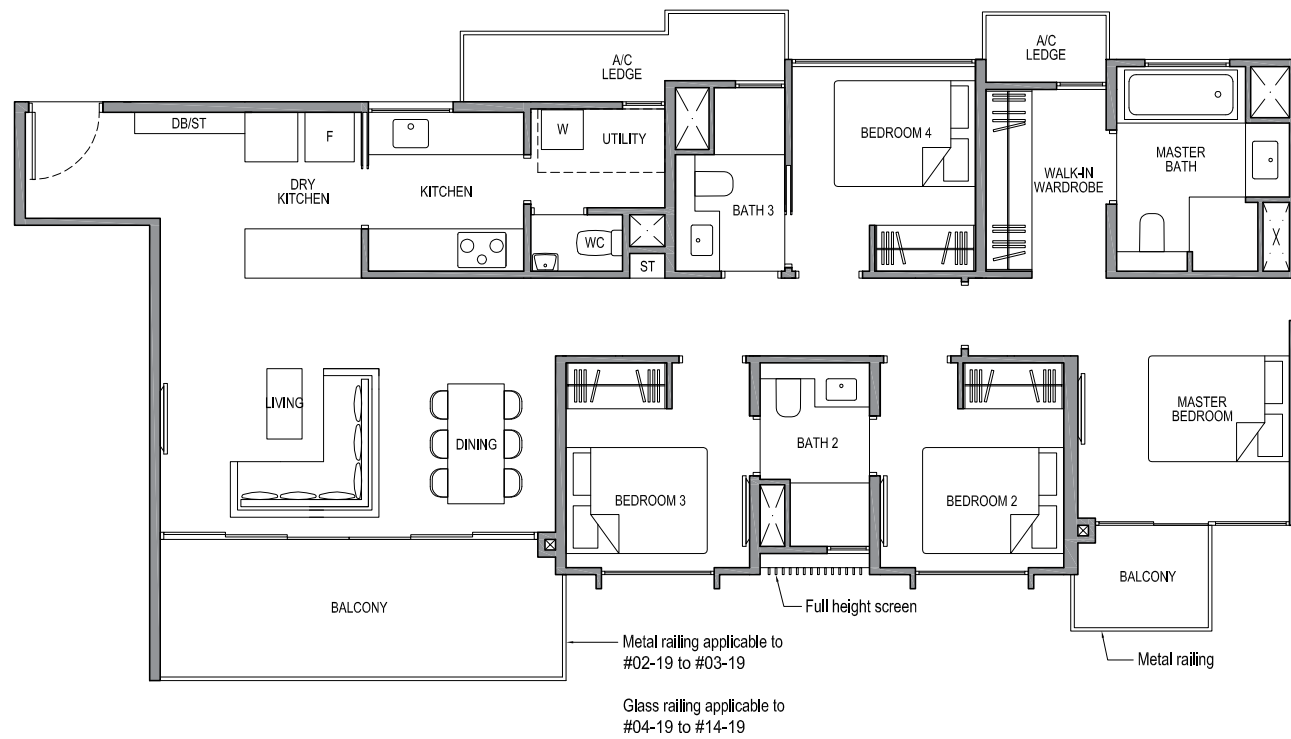 A/C
LEDGE
A/C
LEDGE
DB/ST
F
W
UTILITY
BEDROOM 4
DRY
KITCHEN
KITCHEN
BATH 3
WALK-IN
WARDROBE
MASTER
BATH
WC
ST
LIVING
DINING
BATH 2
MASTER
BEDROOM
BEDROOM 3
BEDROOM 2
BALCONY
BALCONY
Full height screen
Metal railing applicable to
#02-19 to #03-19
Metal railing
Glass railing applicable to
#04-19 to #14-19